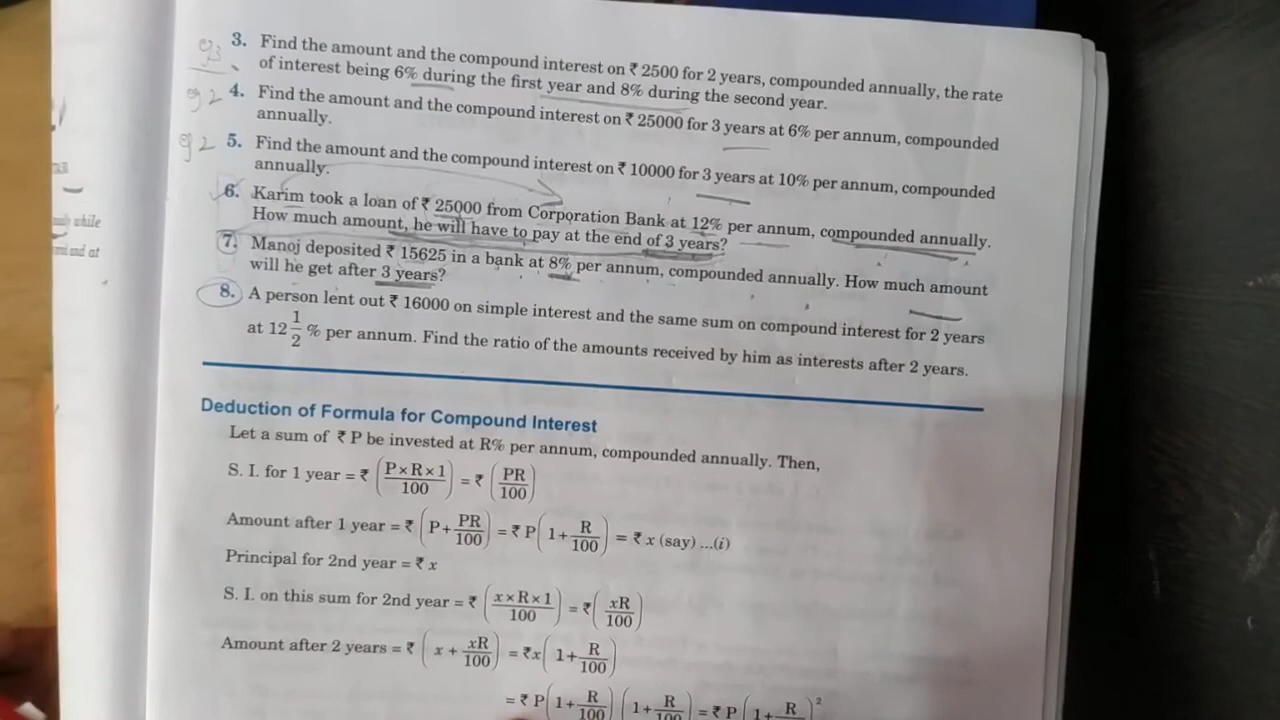 3. Find the amount and the compound interest on ₹ 2500 for 2 years, compounded annually, the rate
of interest being 6% during the first year and 8% during the second year.
4. Find the amount and the compound interest on ₹ 25000 for 3 years at 6% per annum, compounded
annually.
5. Find the amount and the compound interest on ₹ 10000 for 3 years at 10% per annum, compounded
annually.
6. Karim took a loan of ₹ 25000 from Corporation Bank at 12% per annum, compounded annually.
How much amount, he will have to pay at the end of 3 years?
7. Manoj deposited ₹ 15625 in a bank at 8% per annum, compounded annually. How much amount
will he get after 3 years?
8. A person lent out ₹ 16000 on simple interest and the same sum on compound interest for 2 years
at 12 1/2 % per annum. Find the ratio of the amounts received by him as interests after 2 years.
Deduction of Formula for Compound Interest
Let a sum of ₹ P be invested at R% per annum, compounded annually. Then,
S. I. for 1 year = ₹ (P×R×1/100) = ₹ (PR/100)
Amount after 1 year = ₹ (P+PR/100) = ₹ P(1+R/100) = ₹ x (say) ...(i)
Principal for 2nd year = ₹ x
S. I. on this sum for 2nd year = ₹ (x×R×1/100) = ₹(xR/100)
Amount after 2 years = ₹ (x + xR/100) = ₹x(1+R/100)
= ₹ P(1+R/100)(1+R/100) = ₹ P(1+R
while
and at